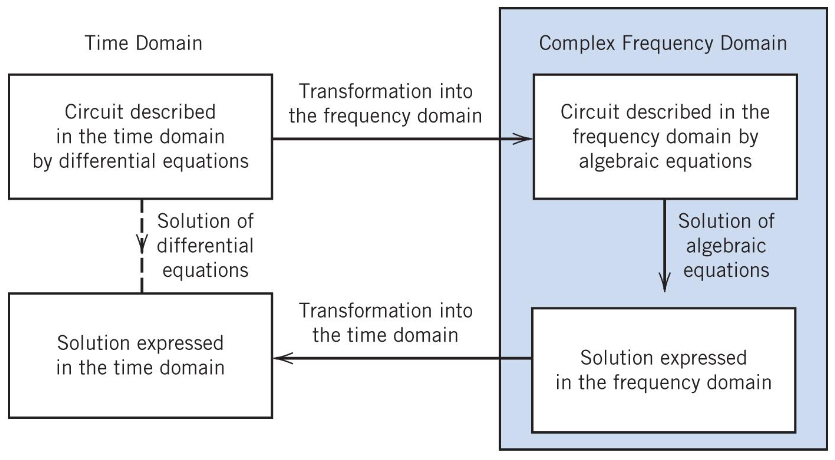 Time Domain
Complex Frequency Domain
Circuit described
in the time domain
by differential equations
Transformation into
the frequency domain
Circuit described in the
frequency domain by
algebraic equations
Solution of
differential
equations
Solution of
algebraic
equations
Solution expressed
in the time domain
Transformation into
the time domain
Solution expressed
in the frequency domain